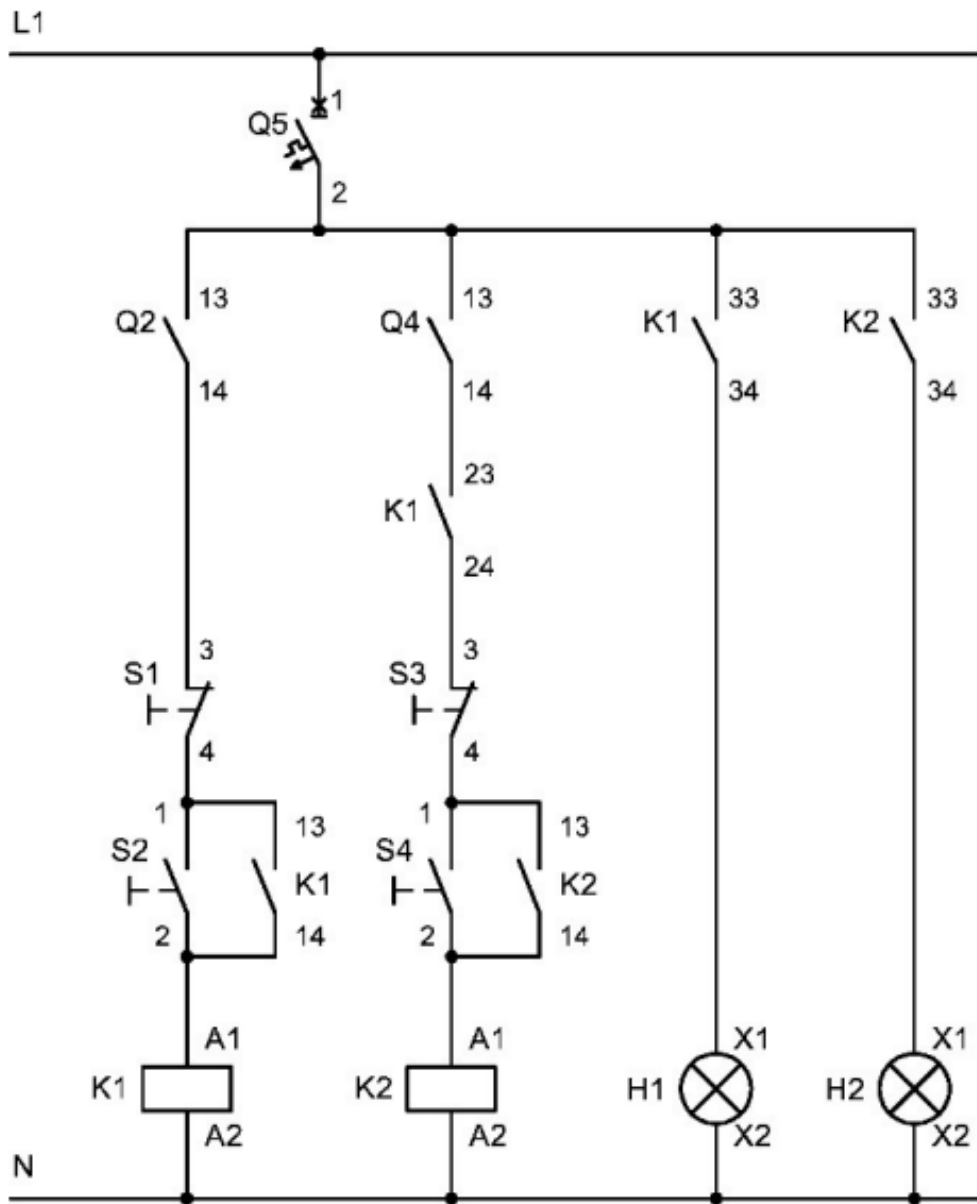 L1
1
Q5
2
13 13 33 33
Q2 Q4 K1 K2
14 14 34 34
23
K1
24
3 3
S1 S3
4 4
1 13 1 13
S2 K1 S4 K2
2 14 2 14
A1 A1 X1 X1
K1 K2 H1 H2
A2 A2 X2 X2
N